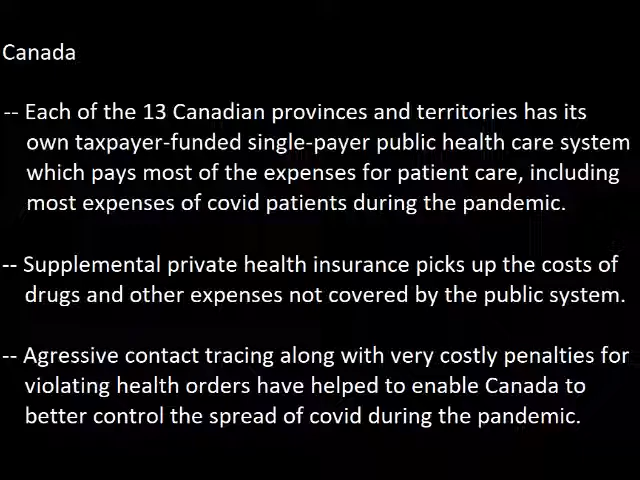 Canada
-- Each of the 13 Canadian provinces and territories has its
own taxpayer-funded single-payer public health care system
which pays most of the expenses for patient care, including
most expenses of covid patients during the pandemic.
-- Supplemental private health insurance picks up the costs of
drugs and other expenses not covered by the public system.
-- Agressive contact tracing along with very costly penalties for
violating health orders have helped to enable Canada to
better control the spread of covid during the pandemic.